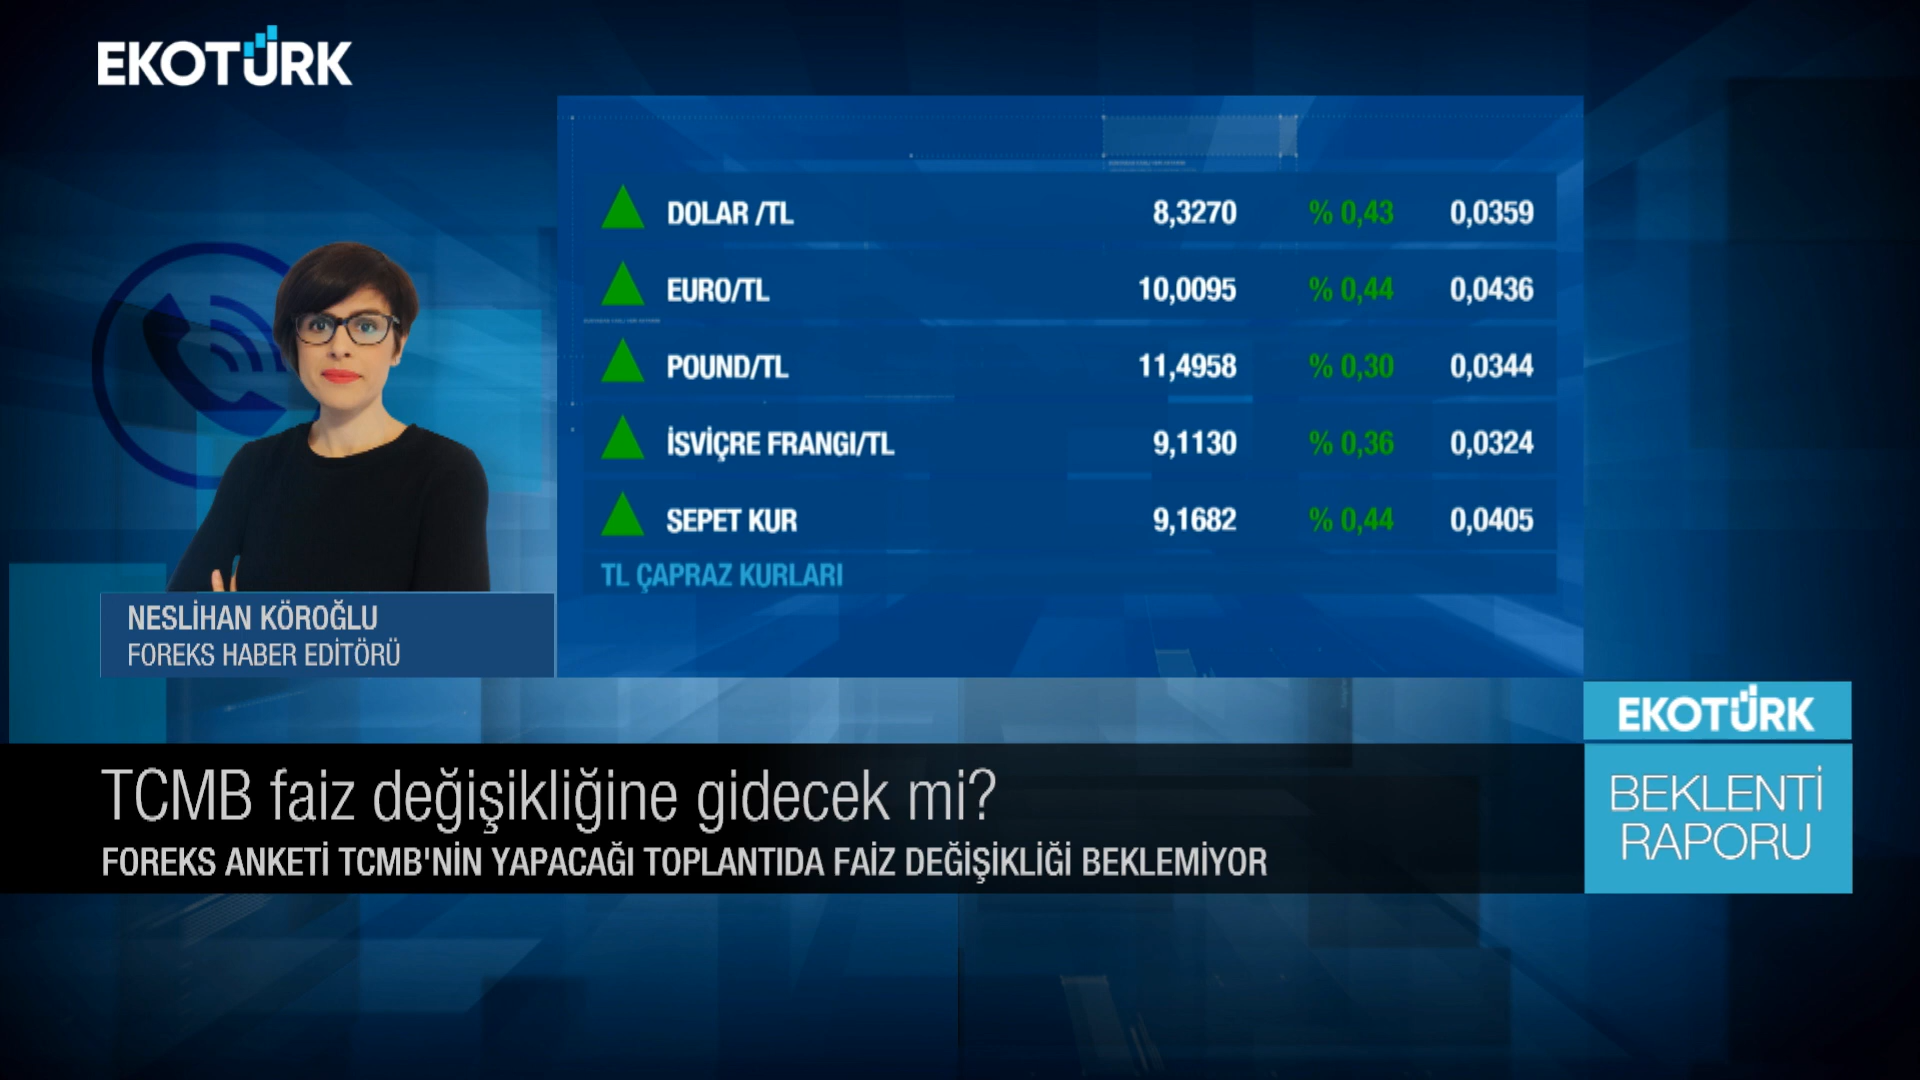 EKOTÜRK
DOLAR /TL 8,3270 % 0,43 0,0359
EURO/TL 10,0095 % 0,44 0,0436
POUND/TL 11,4958 % 0,30 0,0344
İSVİÇRE FRANGI/TL 9,1130 % 0,36 0,0324
SEPET KUR 9,1682 % 0,44 0,0405
TL ÇAPRAZ KURLARI
NESLİHAN KÖROĞLU
FOREKS HABER EDİTÖRÜ
EKOTÜRK
BEKLENTİ
RAPORU
TCMB faiz değişikliğine gidecek mi?
FOREKS ANKETİ TCMB'NİN YAPACAĞI TOPLANTIDA FAİZ DEĞİŞİKLİĞİ BEKLEMİYOR